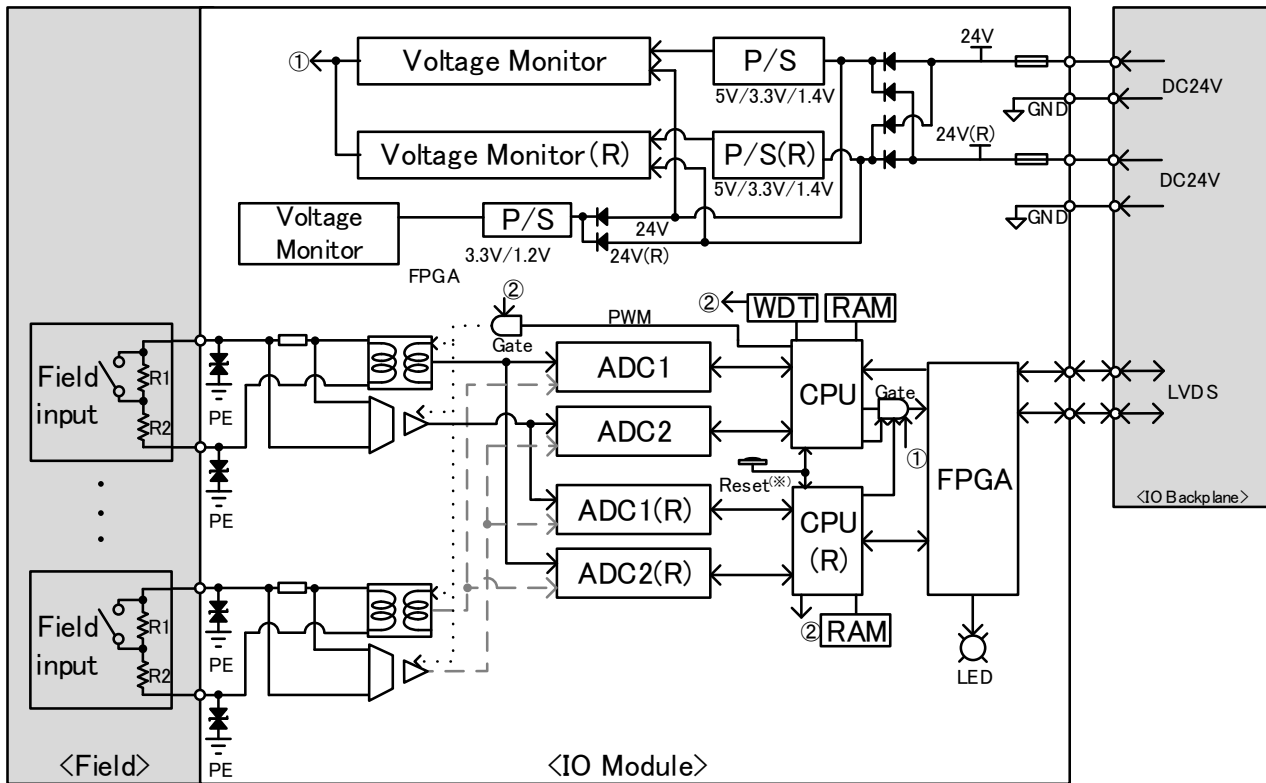 24V
① Voltage Monitor P/S
5V/3.3V/1.4V
DC24V
GND
24V(R)
Voltage Monitor(R) P/S(R)
5V/3.3V/1.4V
DC24V
GND
Voltage
Monitor
P/S
24V
3.3V/1.2V
24V(R)
FPGA
②
② WDT RAM
PWM
Gate
Field
input
R1
R2
PE
PE
ADC1
CPU
Gate
LVDS
ADC2
①
Reset(※)
FPGA
<IO Backplane>
ADC1(R)
CPU
(R)
ADC2(R)
Field
input
R1
R2
PE
PE
② RAM
LED
<Field>
<IO Module>